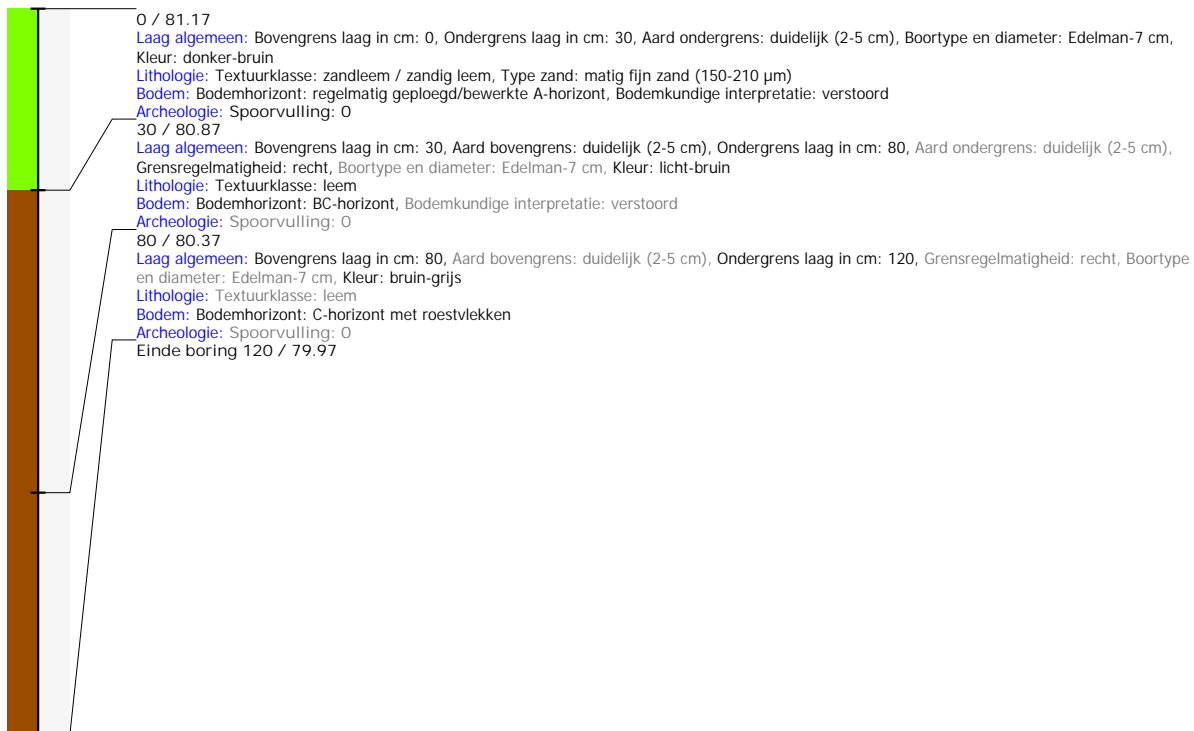 0 / 81.17
Laag algemeen: Bovengrens laag in cm: 0, Ondergrens laag in cm: 30, Aard ondergrens: duidelijk (2-5 cm), Boortype en diameter: Edelman-7 cm,
Kleur: donker-bruin
Lithologie: Textuurklasse: zandleem / zandig leem, Type zand: matig fijn zand (150-210 µm)
Bodem: Bodemhorizont: regelmatig geploegd/bewerkte A-horizont, Bodemkundige interpretatie: verstoord
Archeologie: Spoorvulling: 0
30 / 80.87
Laag algemeen: Bovengrens laag in cm: 30, Aard bovengrens: duidelijk (2-5 cm), Ondergrens laag in cm: 80, Aard ondergrens: duidelijk (2-5 cm),
Grensregelmatigheid: recht, Boortype en diameter: Edelman-7 cm, Kleur: licht-bruin
Lithologie: Textuurklasse: leem
Bodem: Bodemhorizont: BC-horizont, Bodemkundige interpretatie: verstoord
Archeologie: Spoorvulling: 0
80 / 80.37
Laag algemeen: Bovengrens laag in cm: 80, Aard bovengrens: duidelijk (2-5 cm), Ondergrens laag in cm: 120, Grensregelmatigheid: recht, Boortype
en diameter: Edelman-7 cm, Kleur: bruin-grijs
Lithologie: Textuurklasse: leem
Bodem: Bodemhorizont: C-horizont met roestvlekken
Archeologie: Spoorvulling: 0
Einde boring 120 / 79.97